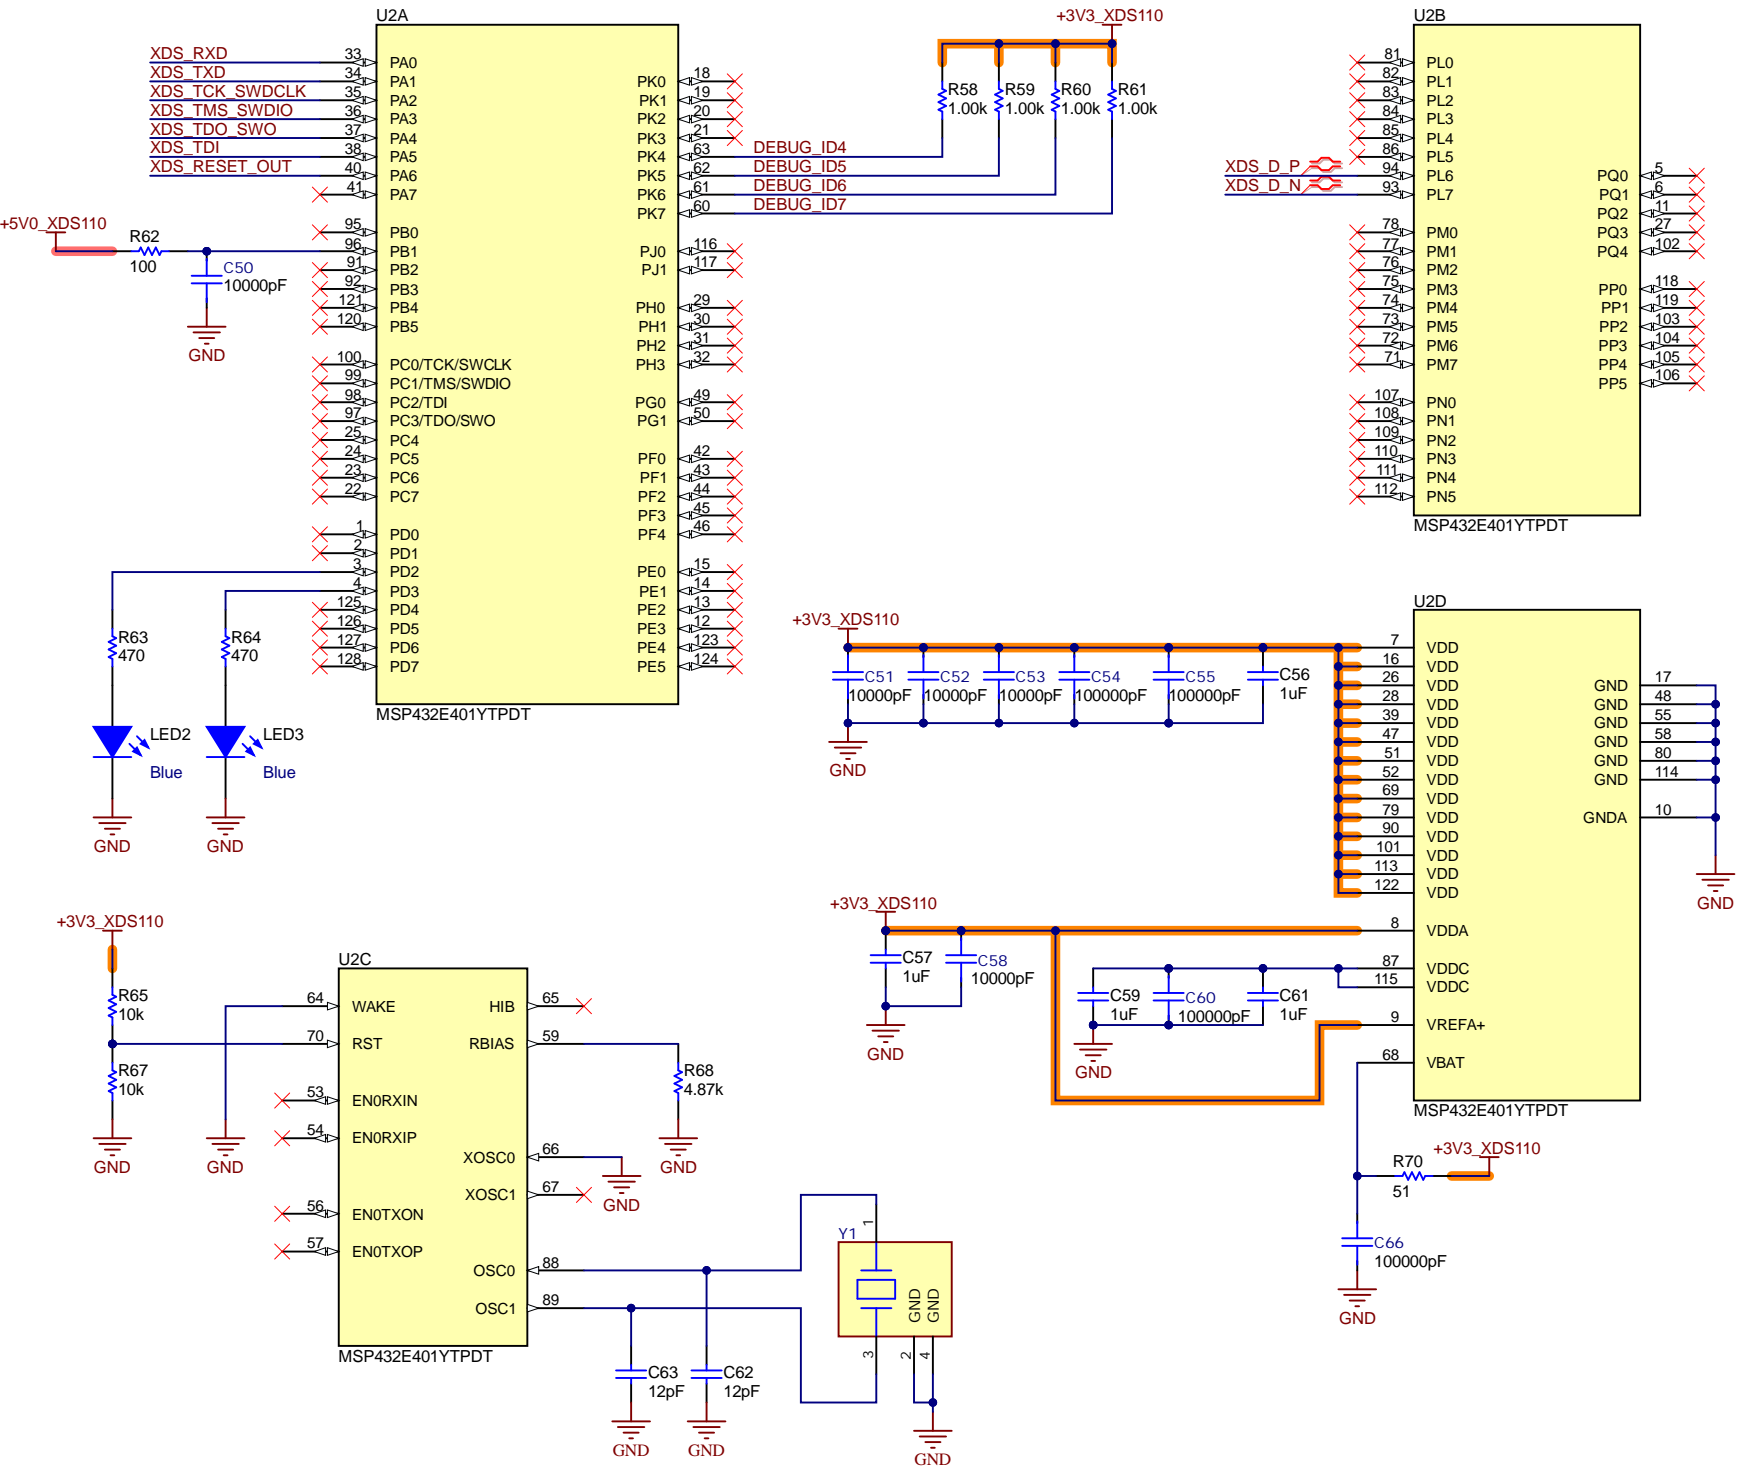 U2A
XDS_RXD 33 PA0
XDS_TXD 34 PA1
XDS_TCK_SWDCLK 35 PA2
XDS_TMS_SWDIO 36 PA3
XDS_TDO_SWO 37 PA4
XDS_TDI 38 PA5
XDS_RESET_OUT 40 PA6
41 PA7
95 PB0
96 PB1
91 PB2
92 PB3
121 PB4
120 PB5
100 PC0/TCK/SWCLK
99 PC1/TMS/SWDIO
98 PC2/TDI
97 PC3/TDO/SWO
25 PC4
24 PC5
23 PC6
22 PC7
1 PD0
2 PD1
3 PD2
4 PD3
125 PD4
126 PD5
127 PD6
128 PD7
PK0 18
PK1 19
PK2 20
PK3 21
PK4 63 DEBUG_ID4
PK5 62 DEBUG_ID5
PK6 61 DEBUG_ID6
PK7 60 DEBUG_ID7
PJ0 116
PJ1 117
PH0 29
PH1 30
PH2 31
PH3 32
PG0 49
PG1 50
PF0 42
PF1 43
PF2 44
PF3 45
PF4 46
PE0 15
PE1 14
PE2 13
PE3 12
PE4 123
PE5 124
MSP432E401YTPDT
+5V0_XDS110
R62
100
C50
10000pF
GND
R63
470
R64
470
LED2
Blue
LED3
Blue
GND
GND
+3V3_XDS110
R58
1.00k
R59
1.00k
R60
1.00k
R61
1.00k
U2B
81 PL0
82 PL1
83 PL2
84 PL3
85 PL4
86 PL5
XDS_D_P 94 PL6
XDS_D_N 93 PL7
78 PM0
77 PM1
76 PM2
75 PM3
74 PM4
73 PM5
72 PM6
71 PM7
107 PN0
108 PN1
109 PN2
110 PN3
111 PN4
112 PN5
PQ0 5
PQ1 6
PQ2 11
PQ3 27
PQ4 102
PP0 118
PP1 119
PP2 103
PP3 104
PP4 105
PP5 106
MSP432E401YTPDT
+3V3_XDS110
C51
10000pF
C52
10000pF
C53
10000pF
C54
100000pF
C55
100000pF
C56
1uF
GND
U2D
7 VDD
16 VDD
26 VDD
28 VDD
39 VDD
47 VDD
51 VDD
52 VDD
69 VDD
79 VDD
90 VDD
101 VDD
113 VDD
122 VDD
8 VDDA
87 VDDC
115 VDDC
9 VREFA+
68 VBAT
GND 17
GND 48
GND 55
GND 58
GND 80
GND 114
GNDA 10
GND
MSP432E401YTPDT
+3V3_XDS110
C57
1uF
C58
10000pF
GND
C59
1uF
C60
100000pF
C61
1uF
GND
+3V3_XDS110
R70
51
C66
100000pF
GND
+3V3_XDS110
R65
10k
R67
10k
GND
GND
U2C
64 WAKE
70 RST
53 EN0RXIN
54 EN0RXIP
56 EN0TXON
57 EN0TXOP
HIB 65
RBIAS 59
XOSC0 66
XOSC1 67
OSC0 88
OSC1 89
MSP432E401YTPDT
R68
4.87k
GND
GND
Y1
1
GND
GND
3
2
4
C63
12pF
C62
12pF
GND
GND
GND